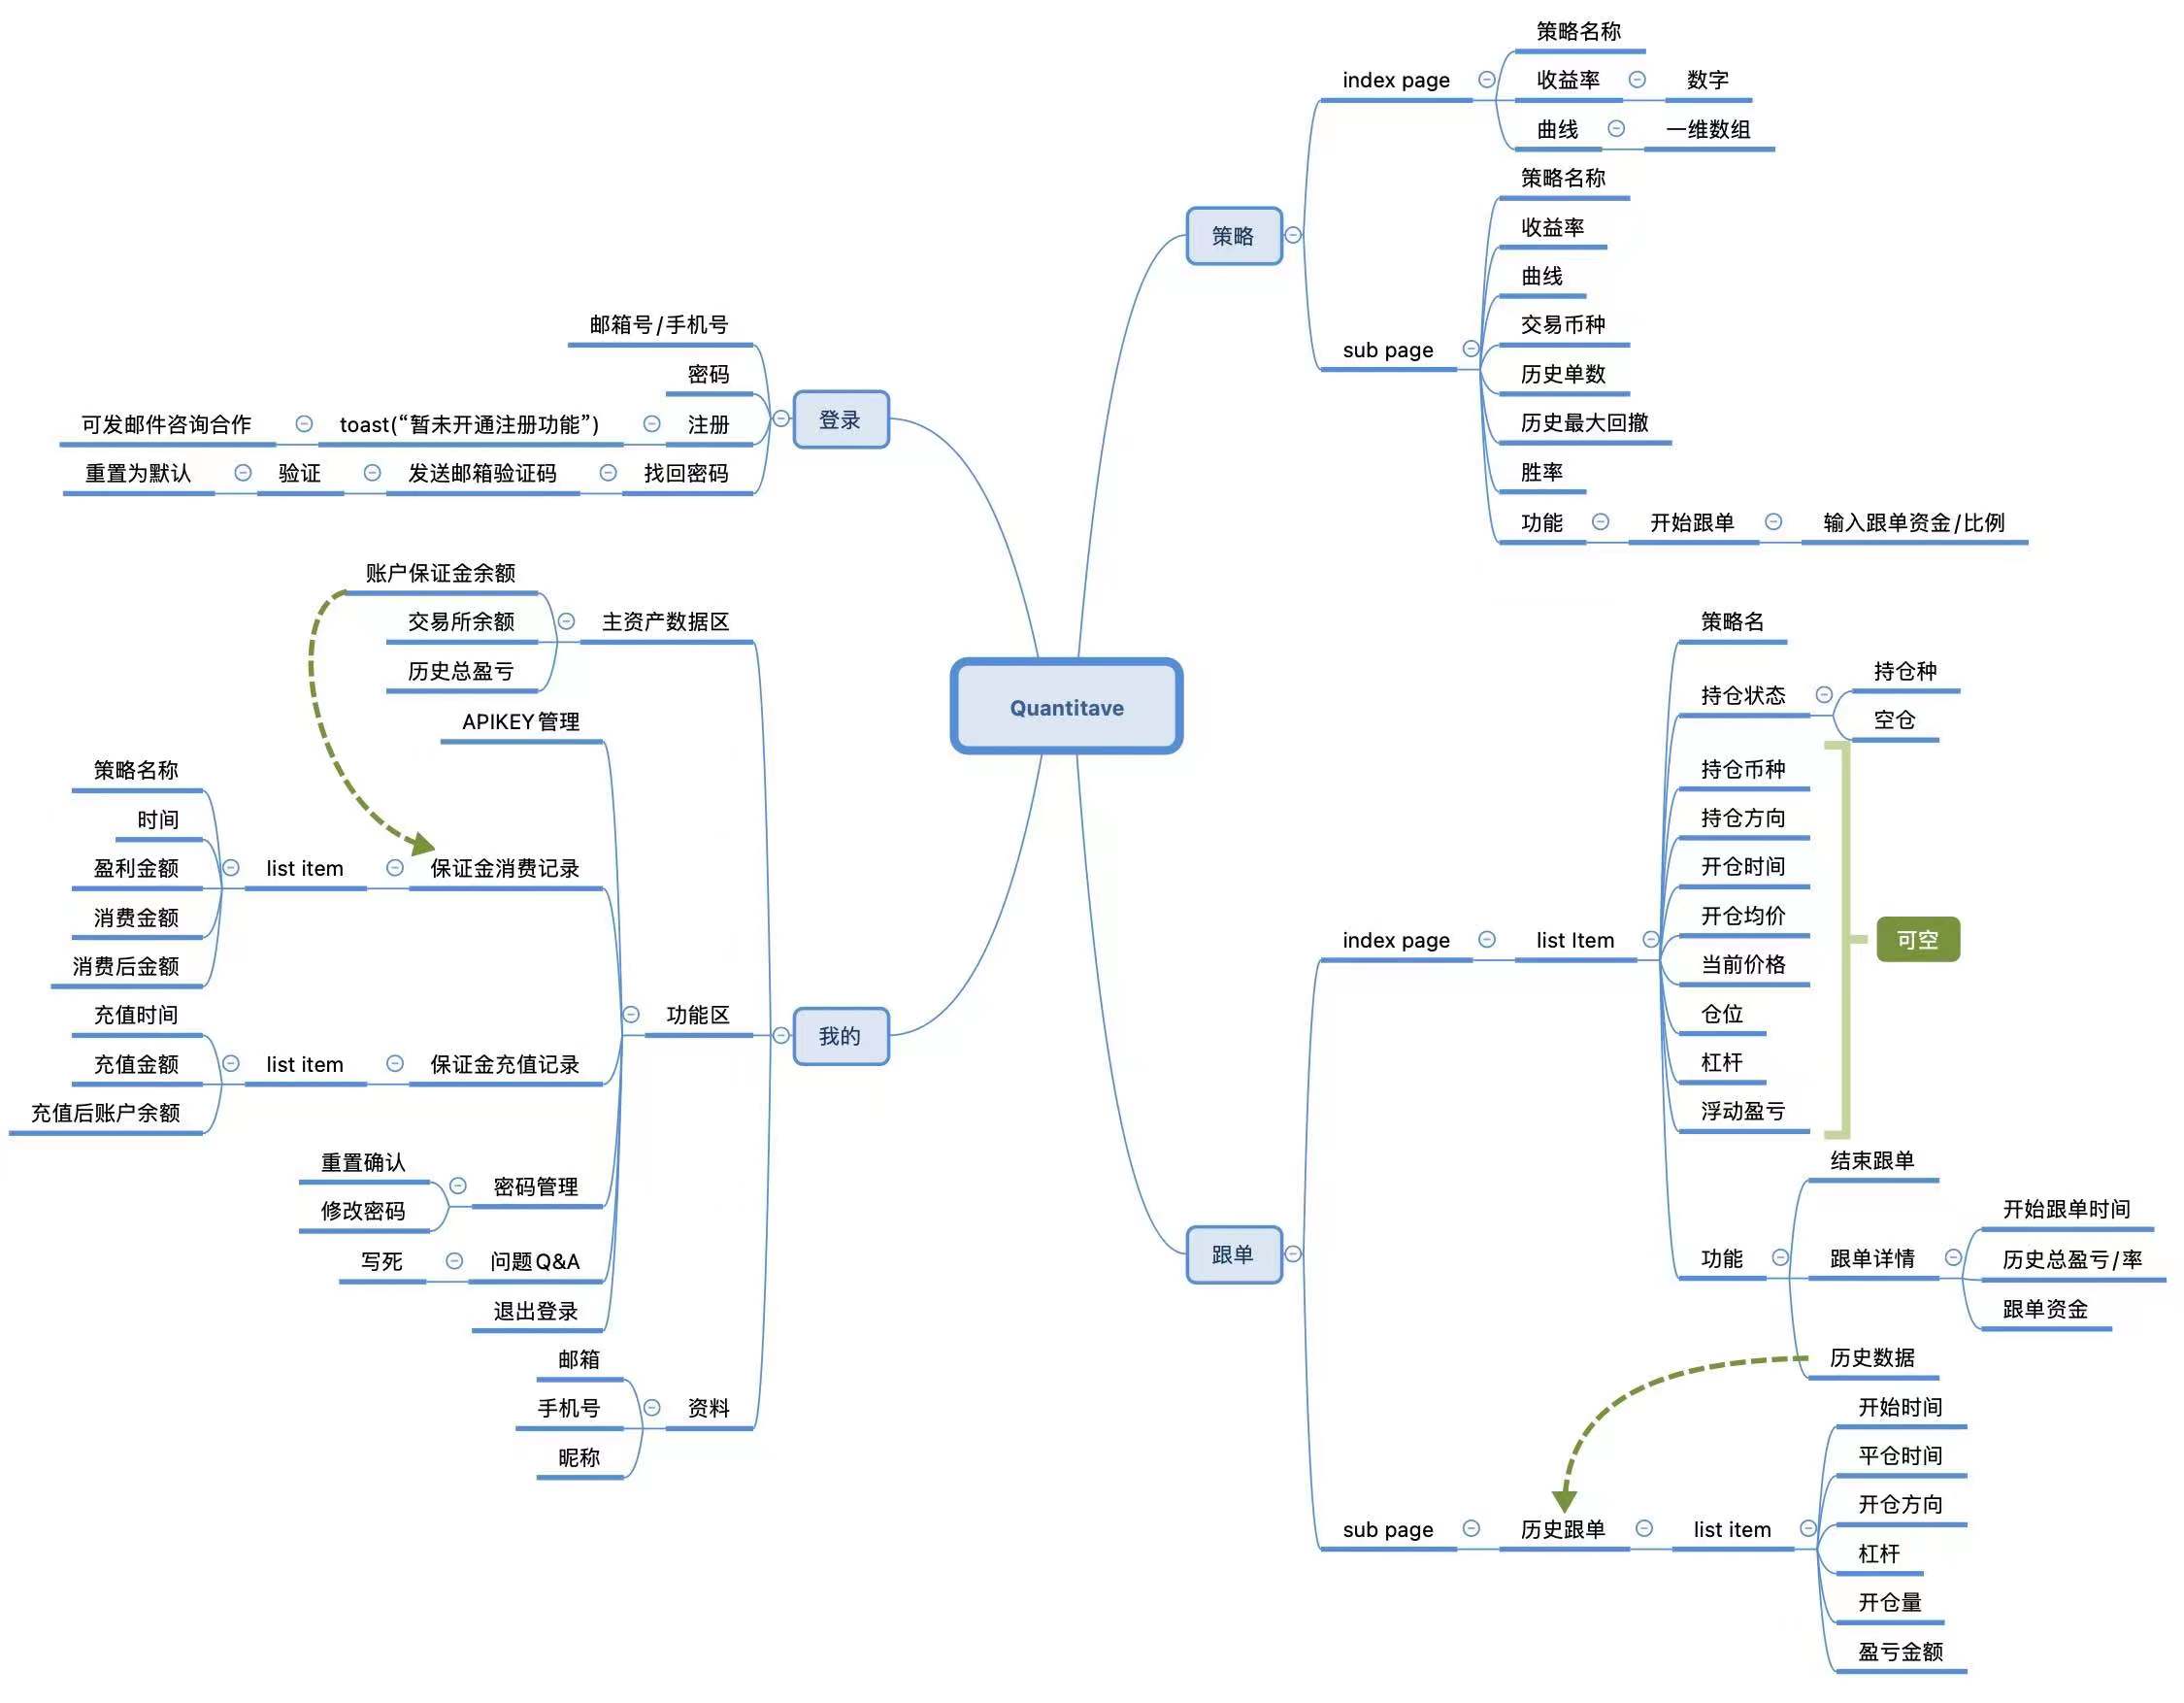 Quantitave
策略
index page
策略名称
收益率
数字
曲线
一维数组
sub page
策略名称
收益率
曲线
交易币种
历史单数
历史最大回撤
胜率
功能
开始跟单
输入跟单资金/比例
跟单
index page
list Item
策略名
持仓状态
持仓种
空仓
持仓币种
持仓方向
开仓时间
开仓均价
当前价格
仓位
杠杆
浮动盈亏
可空
功能
结束跟单
跟单详情
开始跟单时间
历史总盈亏/率
跟单资金
历史数据
sub page
历史跟单
list item
开始时间
平仓时间
开仓方向
杠杆
开仓量
盈亏金额
登录
邮箱号/手机号
密码
注册
toast(“暂未开通注册功能”)
可发邮件咨询合作
找回密码
发送邮箱验证码
验证
重置为默认
我的
主资产数据区
账户保证金余额
交易所余额
历史总盈亏
功能区
APIKEY管理
保证金消费记录
list item
策略名称
时间
盈利金额
消费金额
消费后金额
保证金充值记录
list item
充值时间
充值金额
充值后账户余额
密码管理
重置确认
修改密码
问题Q&A
写死
退出登录
资料
邮箱
手机号
昵称